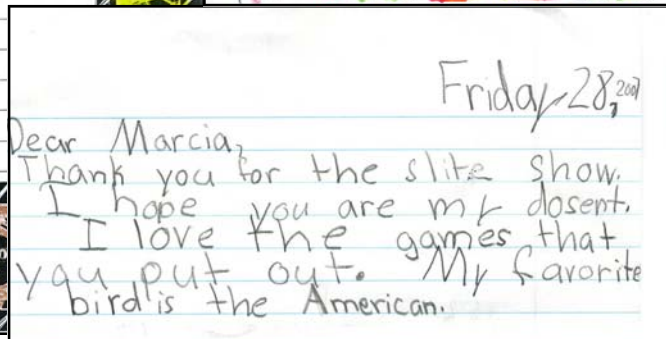 Friday 28, 2007
Dear Marcia,
Thank you for the slite show.
I hope you are my dosent.
I love the games that
you put out. My favorite
bird is the American.